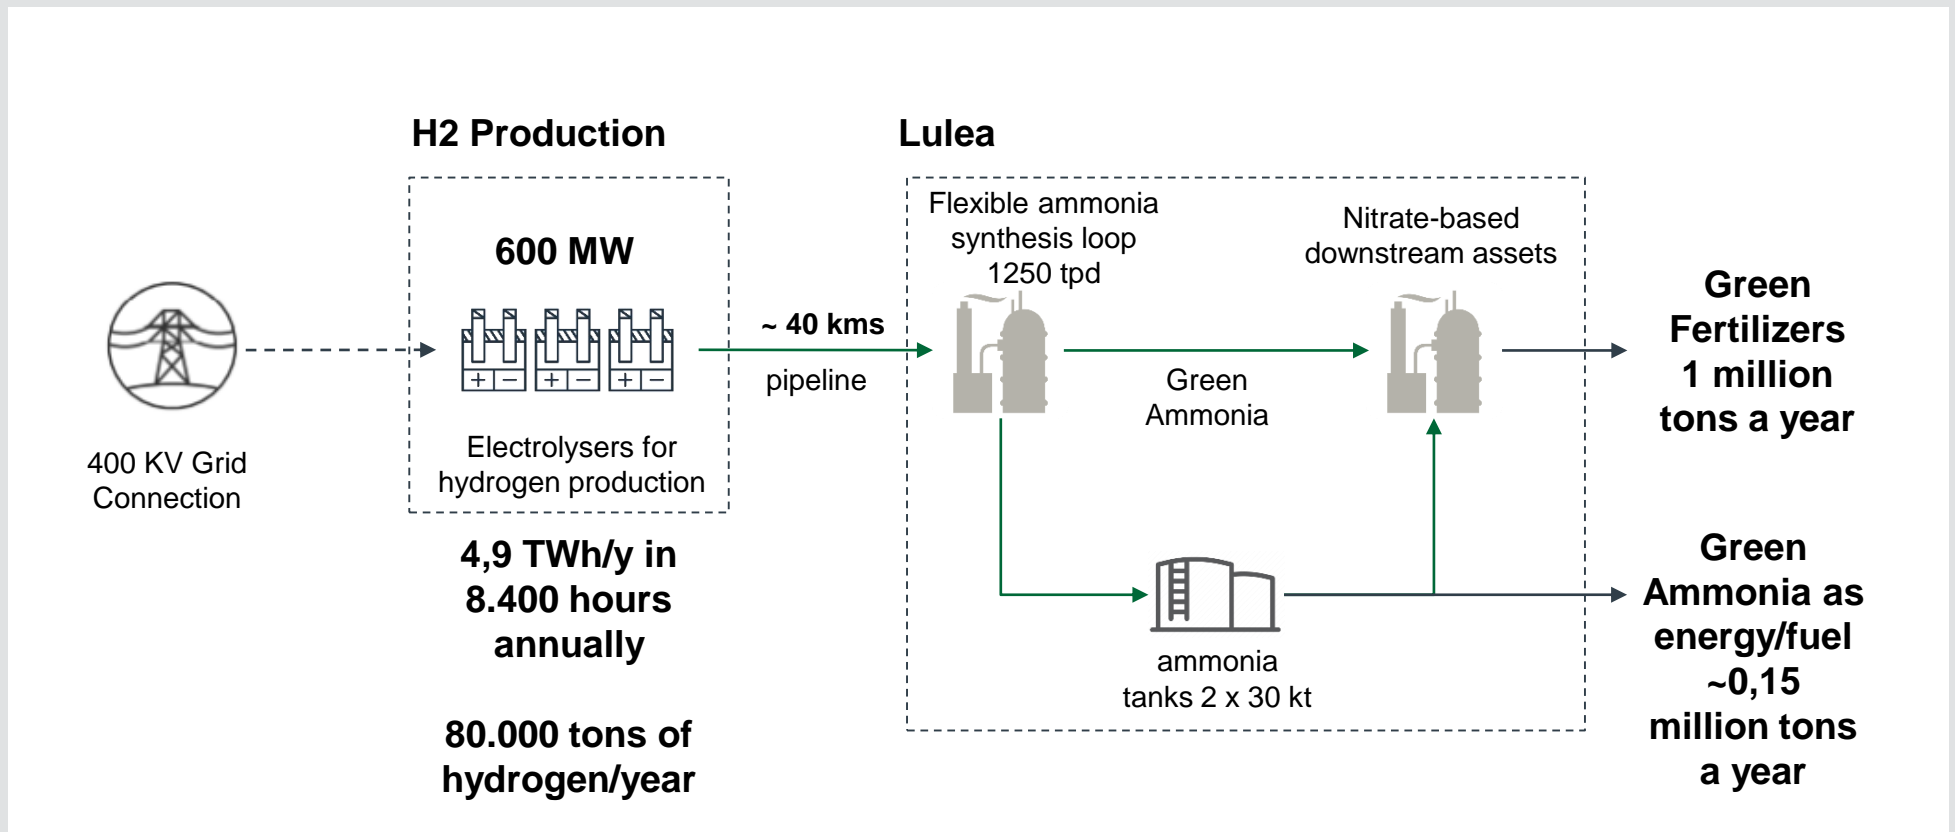 H2 Production
Lulea
400 KV Grid
Connection
600 MW
+ − + − + −
Electrolysers for
hydrogen production
4,9 TWh/y in
8.400 hours
annually
80.000 tons of
hydrogen/year
~ 40 kms
pipeline
Flexible ammonia
synthesis loop
1250 tpd
Green
Ammonia
Nitrate-based
downstream assets
ammonia
tanks 2 x 30 kt
Green
Fertilizers
1 million
tons a year
Green
Ammonia as
energy/fuel
~0,15
million tons
a year